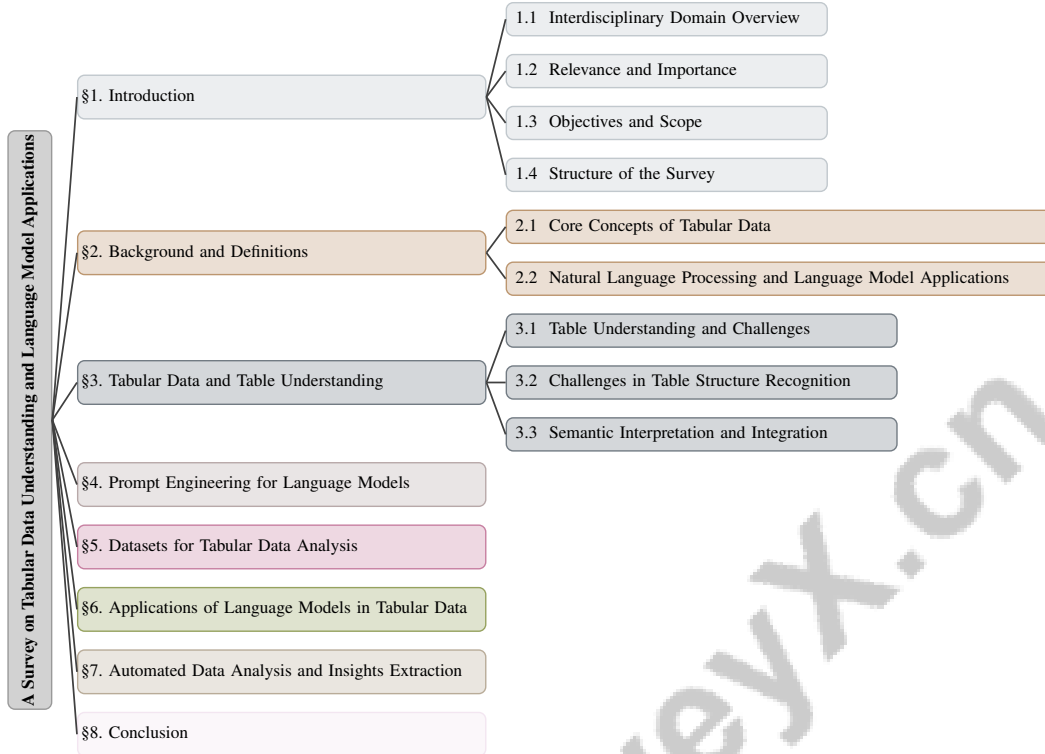 A Survey on Tabular Data Understanding and Language Model Applications
§1. Introduction
1.1 Interdisciplinary Domain Overview
1.2 Relevance and Importance
1.3 Objectives and Scope
1.4 Structure of the Survey
§2. Background and Definitions
2.1 Core Concepts of Tabular Data
2.2 Natural Language Processing and Language Model Applications
§3. Tabular Data and Table Understanding
3.1 Table Understanding and Challenges
3.2 Challenges in Table Structure Recognition
3.3 Semantic Interpretation and Integration
§4. Prompt Engineering for Language Models
§5. Datasets for Tabular Data Analysis
§6. Applications of Language Models in Tabular Data
§7. Automated Data Analysis and Insights Extraction
§8. Conclusion
veyX.cn